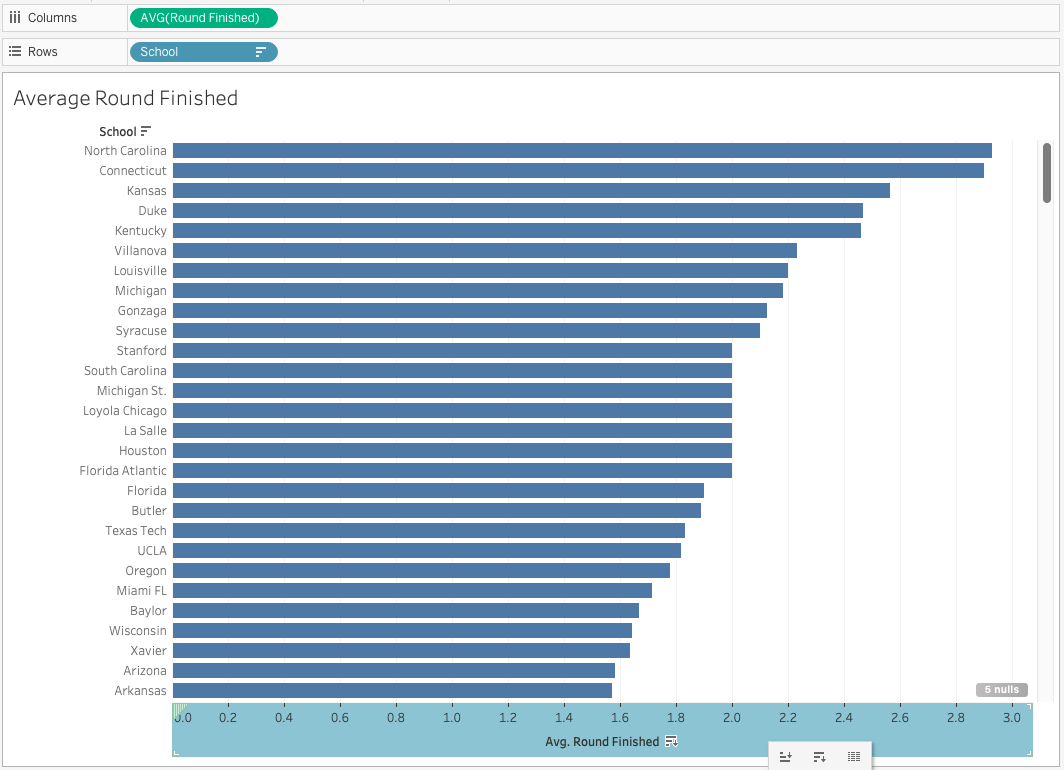 Columns AVG(Round Finished)
Rows School
Average Round Finished
School
North Carolina
Connecticut
Kansas
Duke
Kentucky
Villanova
Louisville
Michigan
Gonzaga
Syracuse
Stanford
South Carolina
Michigan St.
Loyola Chicago
La Salle
Houston
Florida Atlantic
Florida
Butler
Texas Tech
UCLA
Oregon
Miami FL
Baylor
Wisconsin
Xavier
Arizona
Arkansas
5 nulls
0.0 0.2 0.4 0.6 0.8 1.0 1.2 1.4 1.6 1.8 2.0 2.2 2.4 2.6 2.8 3.0
Avg. Round Finished